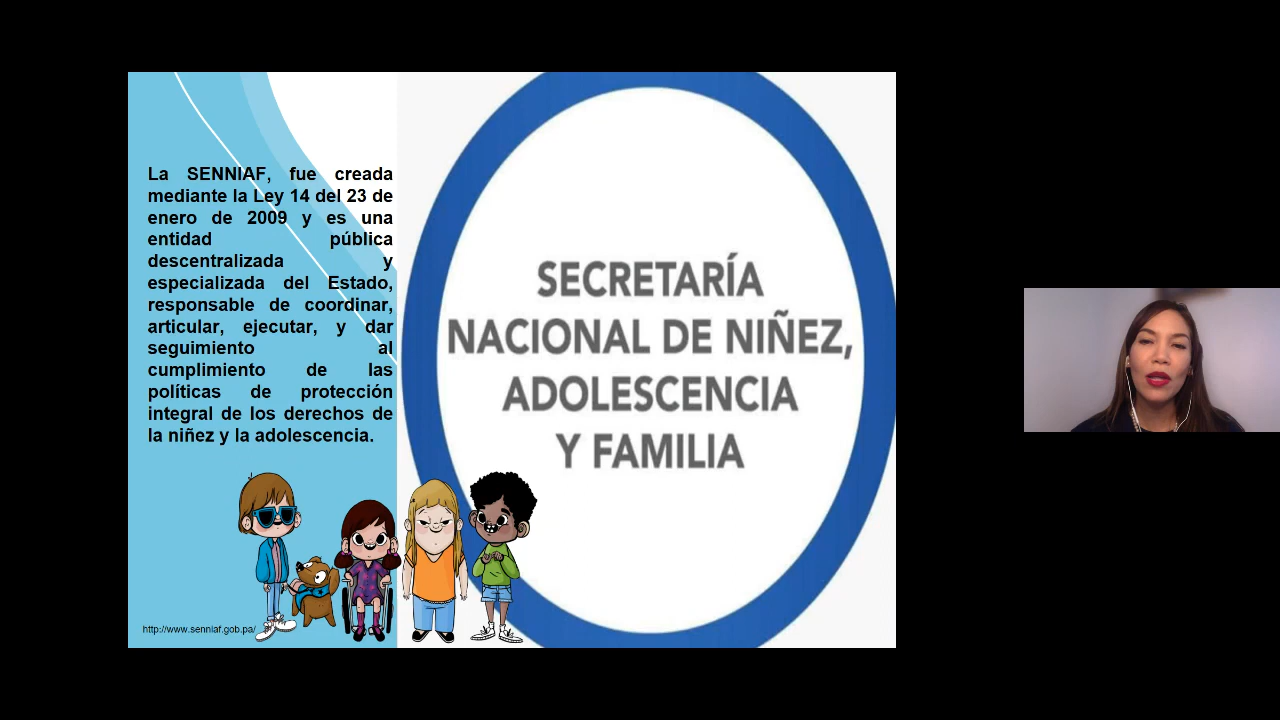 La SENNIAF, fue creada
mediante la Ley 14 del 23 de
enero de 2009 y es una
entidad pública
descentralizada y
especializada del Estado,
responsable de coordinar,
articular, ejecutar, y dar
seguimiento al
cumplimiento de las
políticas de protección
integral de los derechos de
la niñez y la adolescencia.
http://www.senniaf.gob.pa/
SECRETARÍA
NACIONAL DE NIÑEZ,
ADOLESCENCIA
Y FAMILIA